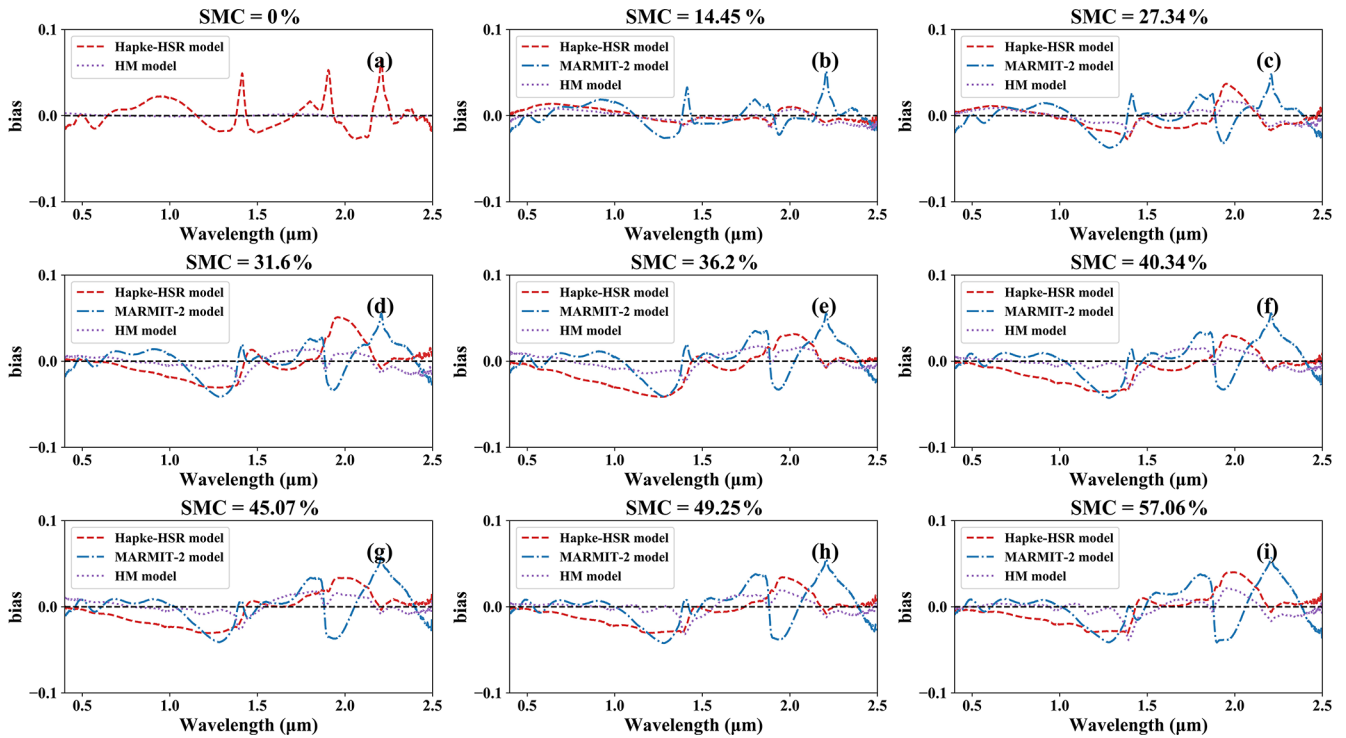 SMC = 0 %
0.1
0.0
−0.1
bias
Hapke-HSR model
HM model
(a)
0.5 1.0 1.5 2.0 2.5
Wavelength (μm)
SMC = 14.45 %
0.1
0.0
−0.1
bias
Hapke-HSR model
MARMIT-2 model
HM model
(b)
0.5 1.0 1.5 2.0 2.5
Wavelength (μm)
SMC = 27.34 %
0.1
0.0
−0.1
bias
Hapke-HSR model
MARMIT-2 model
HM model
(c)
0.5 1.0 1.5 2.0 2.5
Wavelength (μm)
SMC = 31.6 %
0.1
0.0
−0.1
bias
Hapke-HSR model
MARMIT-2 model
HM model
(d)
0.5 1.0 1.5 2.0 2.5
Wavelength (μm)
SMC = 36.2 %
0.1
0.0
−0.1
bias
Hapke-HSR model
MARMIT-2 model
HM model
(e)
0.5 1.0 1.5 2.0 2.5
Wavelength (μm)
SMC = 40.34 %
0.1
0.0
−0.1
bias
Hapke-HSR model
MARMIT-2 model
HM model
(f)
0.5 1.0 1.5 2.0 2.5
Wavelength (μm)
SMC = 45.07 %
0.1
0.0
−0.1
bias
Hapke-HSR model
MARMIT-2 model
HM model
(g)
0.5 1.0 1.5 2.0 2.5
Wavelength (μm)
SMC = 49.25 %
0.1
0.0
−0.1
bias
Hapke-HSR model
MARMIT-2 model
HM model
(h)
0.5 1.0 1.5 2.0 2.5
Wavelength (μm)
SMC = 57.06 %
0.1
0.0
−0.1
bias
Hapke-HSR model
MARMIT-2 model
HM model
(i)
0.5 1.0 1.5 2.0 2.5
Wavelength (μm)